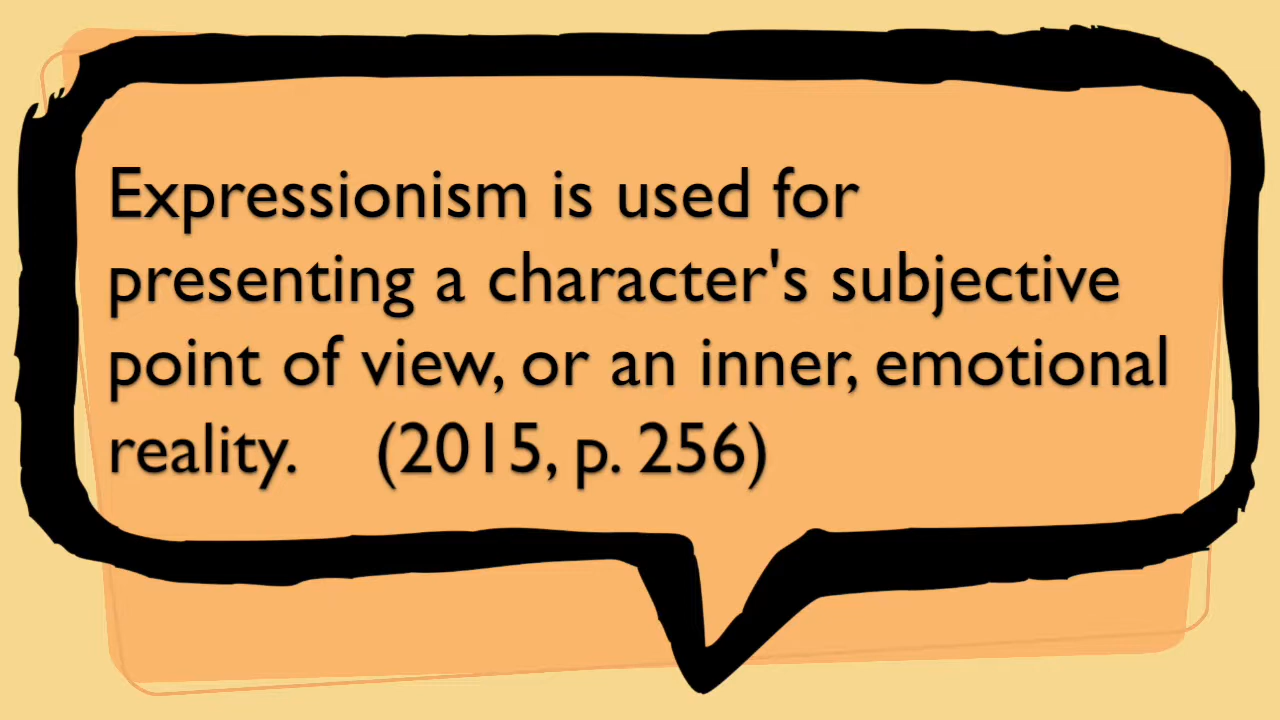 Expressionism is used for
presenting a character's subjective
point of view, or an inner, emotional
reality. (2015, p. 256)